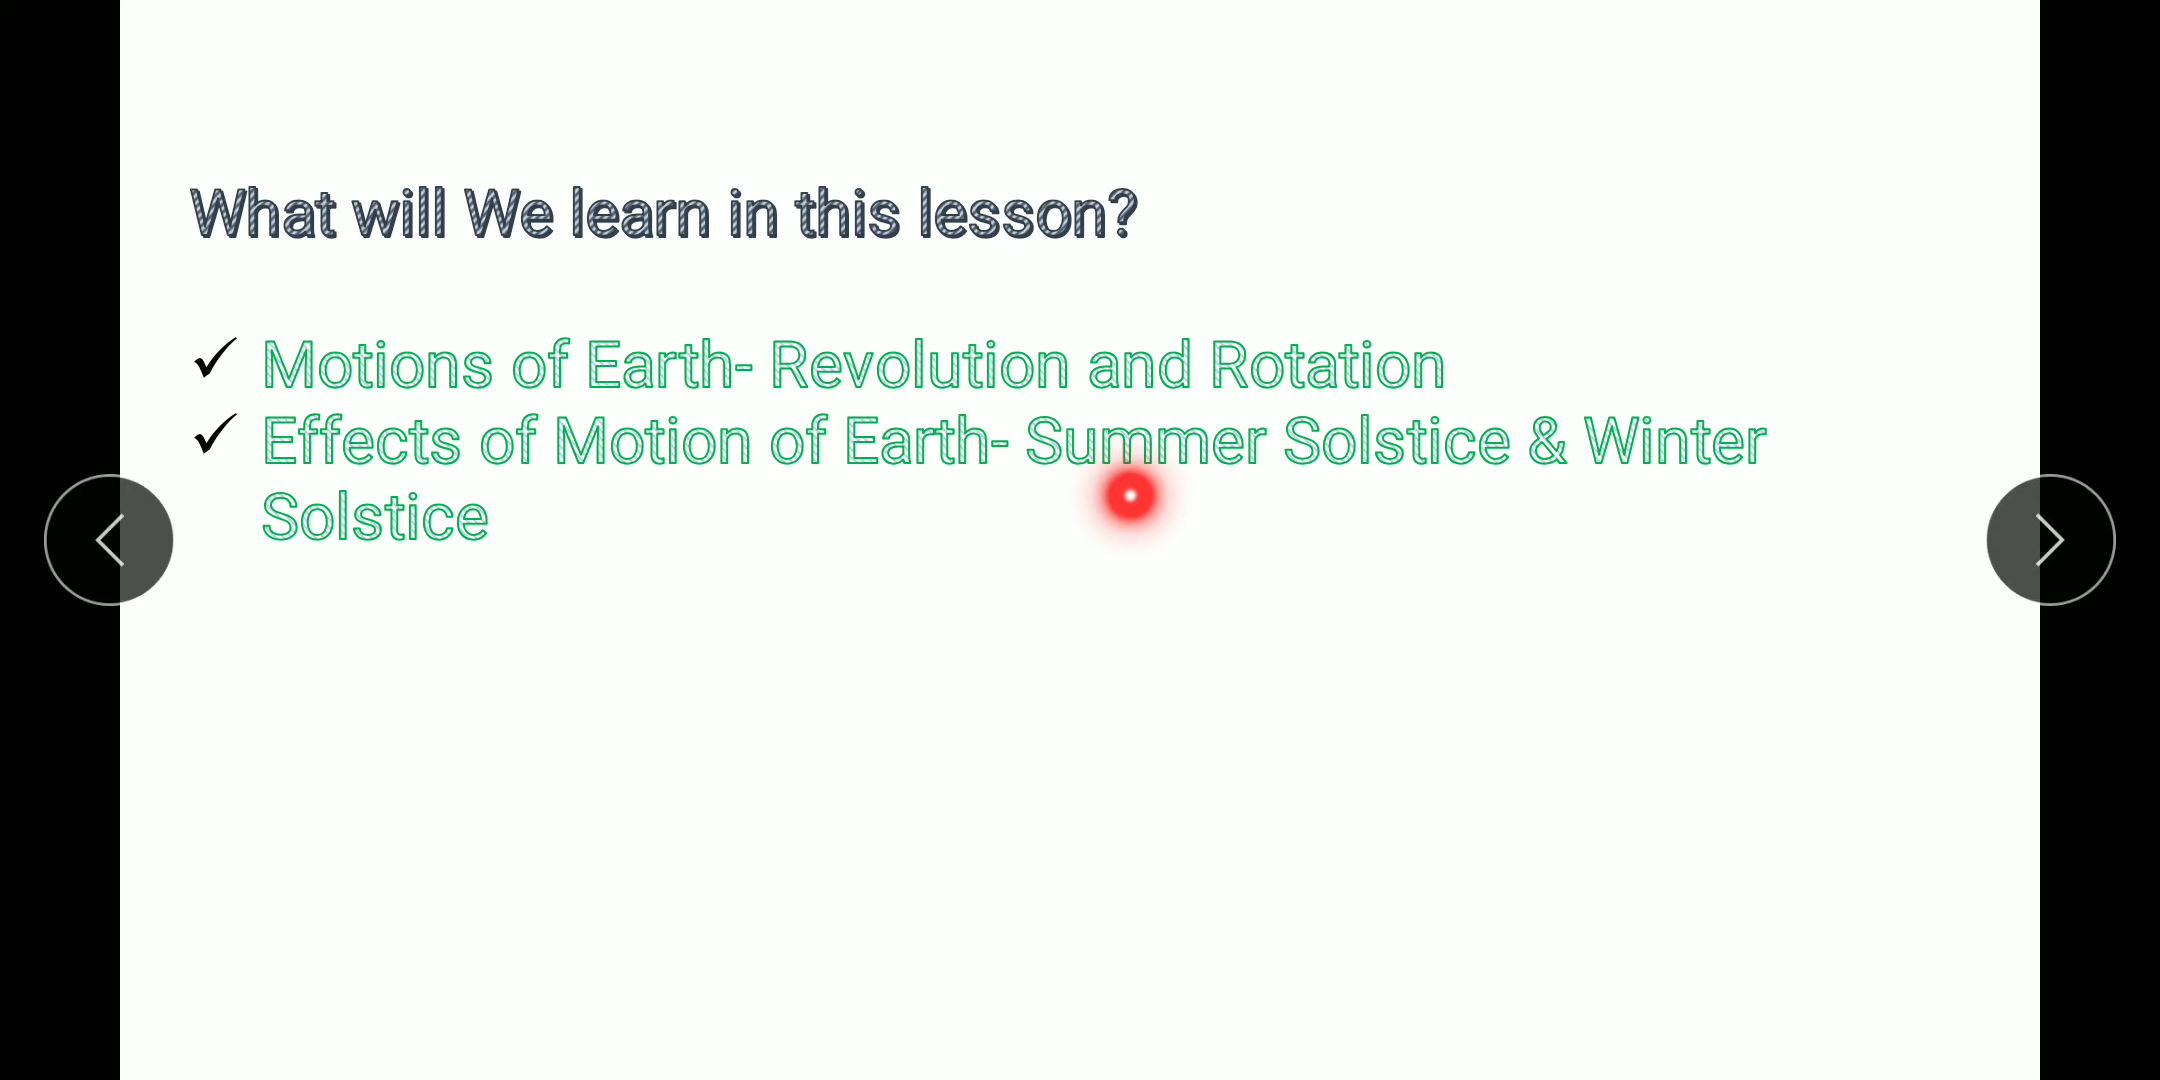 What will We learn in this lesson?
✓ Motions of Earth- Revolution and Rotation
✓ Effects of Motion of Earth- Summer Solstice & Winter
Solstice